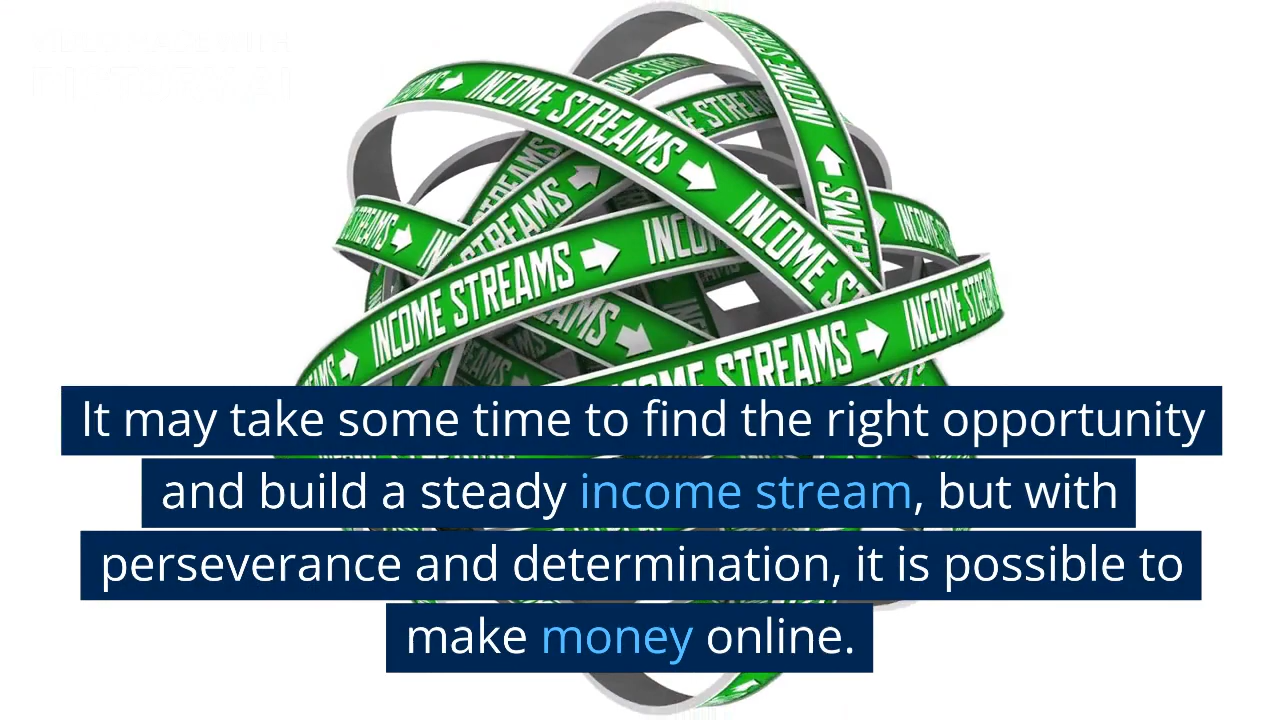 INCOME STREAMS
INCOME STREAMS
INCOME STREAMS
INCOME STREAMS
It may take some time to find the right opportunity
and build a steady income stream, but with
perseverance and determination, it is possible to
make money online.